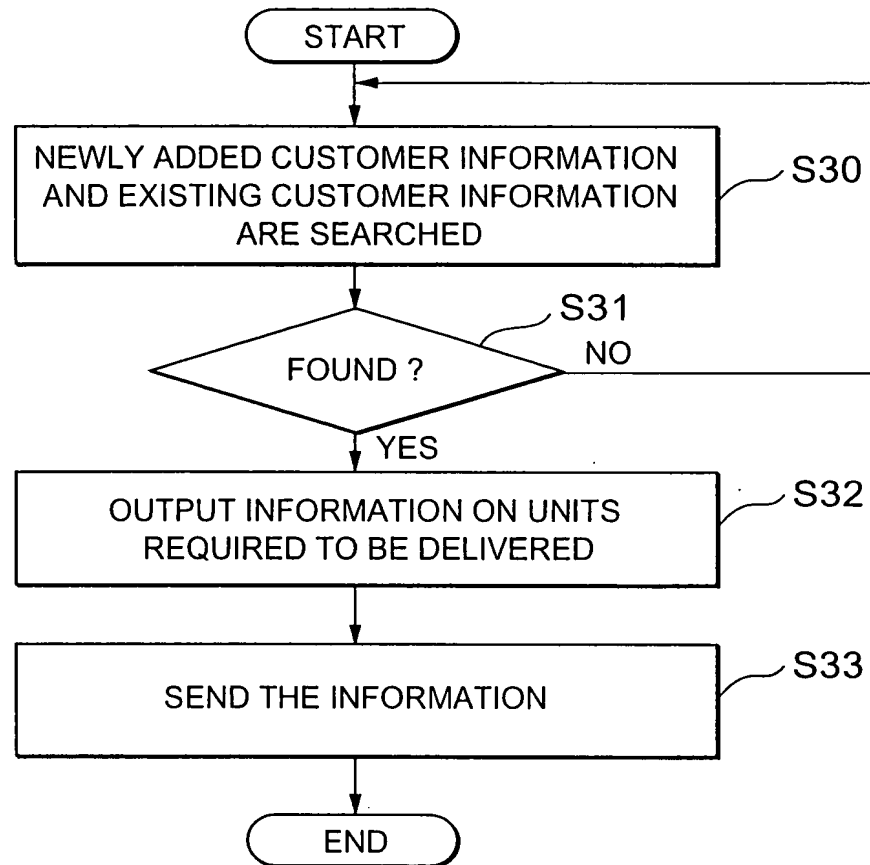 START
NEWLY ADDED CUSTOMER INFORMATION
AND EXISTING CUSTOMER INFORMATION
ARE SEARCHED
S30
S31
FOUND ?
NO
YES
OUTPUT INFORMATION ON UNITS
REQUIRED TO BE DELIVERED
S32
SEND THE INFORMATION
S33
END